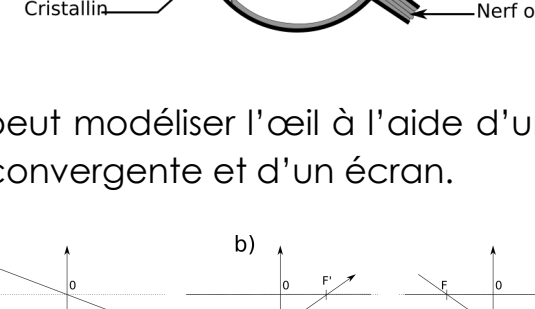 Cristallin
Nerf o
peut modéliser l'œil à l'aide d'u
convergente et d'un écran.
b)
0
0
F'
F
0